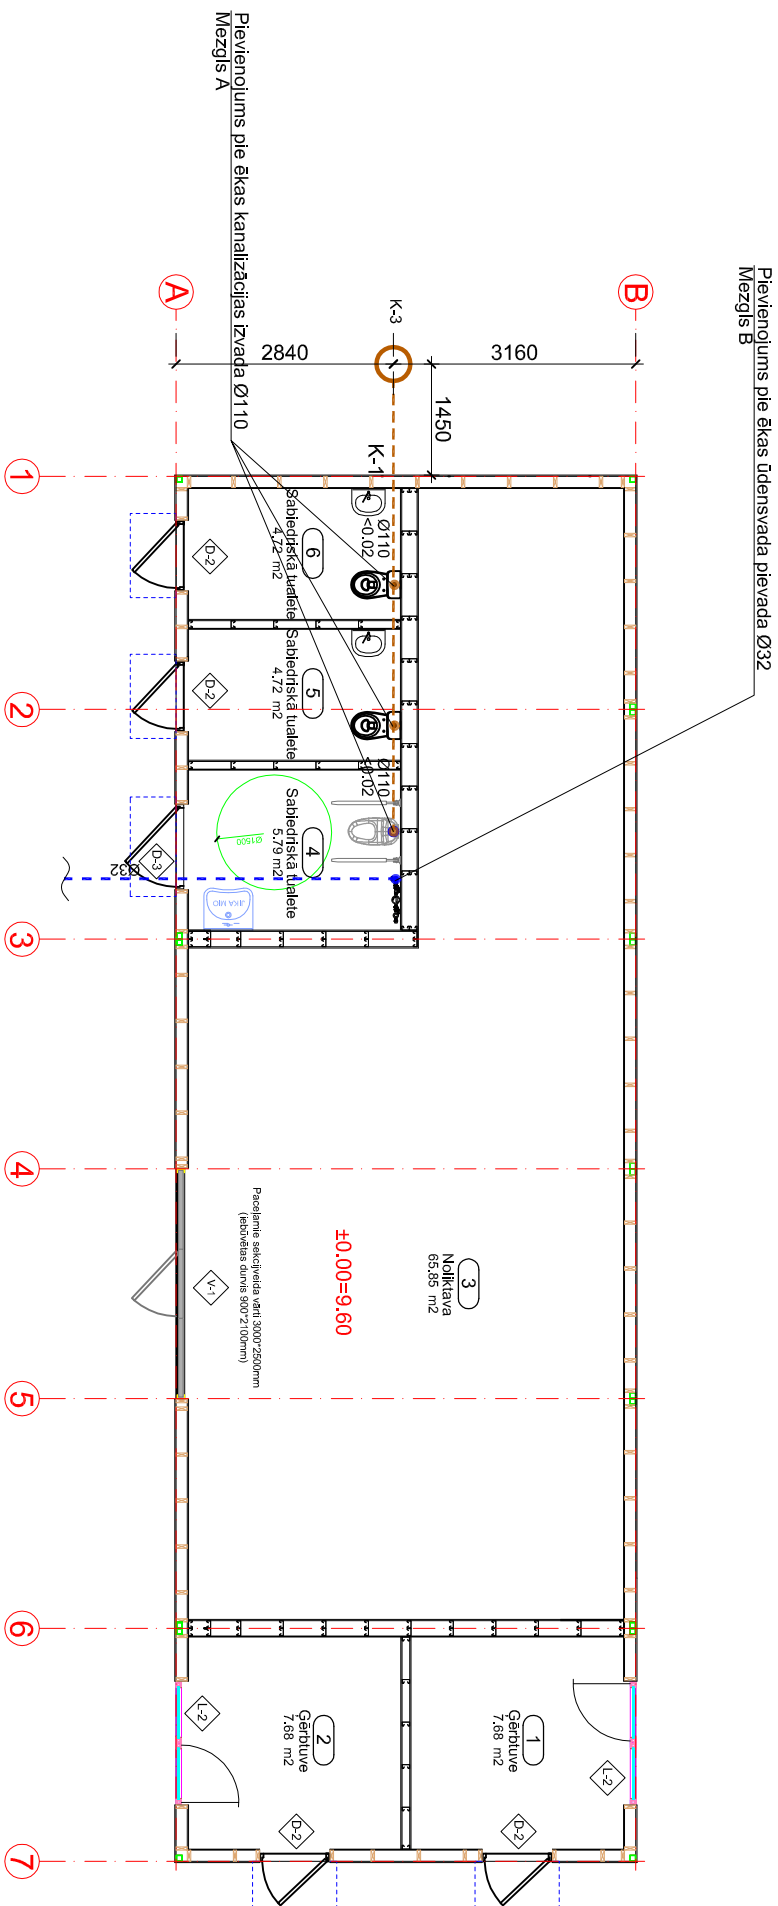 Pievienojums pie ēkas kanalizācijas izvada Ø110
Mezgls A
Pievienojums pie ēkas ūdensvada pievada Ø32
Mezgls B
A
B
K-3
2840
3160
1450
K-1
1
Ø110
<0.02
6
Sabiedriskā tualete
4.72 m2
D-2
5
Sabiedriskā tualete
4.72 m2
D-2
2
Ø110
<0.02
4
Sabiedriskā tualete
5.79 m2
Ø1500
D-3
Ø32
JIKA MIO
3
4
Paceļamie sekcijveida vārti 3000*2500mm
(iebūvētas durvis 900*2100mm)
V-1
±0.00=9.60
3
Noliktava
65.85 m2
5
6
L-2
2
Ģērbtuve
7.68 m2
1
Ģērbtuve
7.68 m2
L-2
D-2
D-2
7